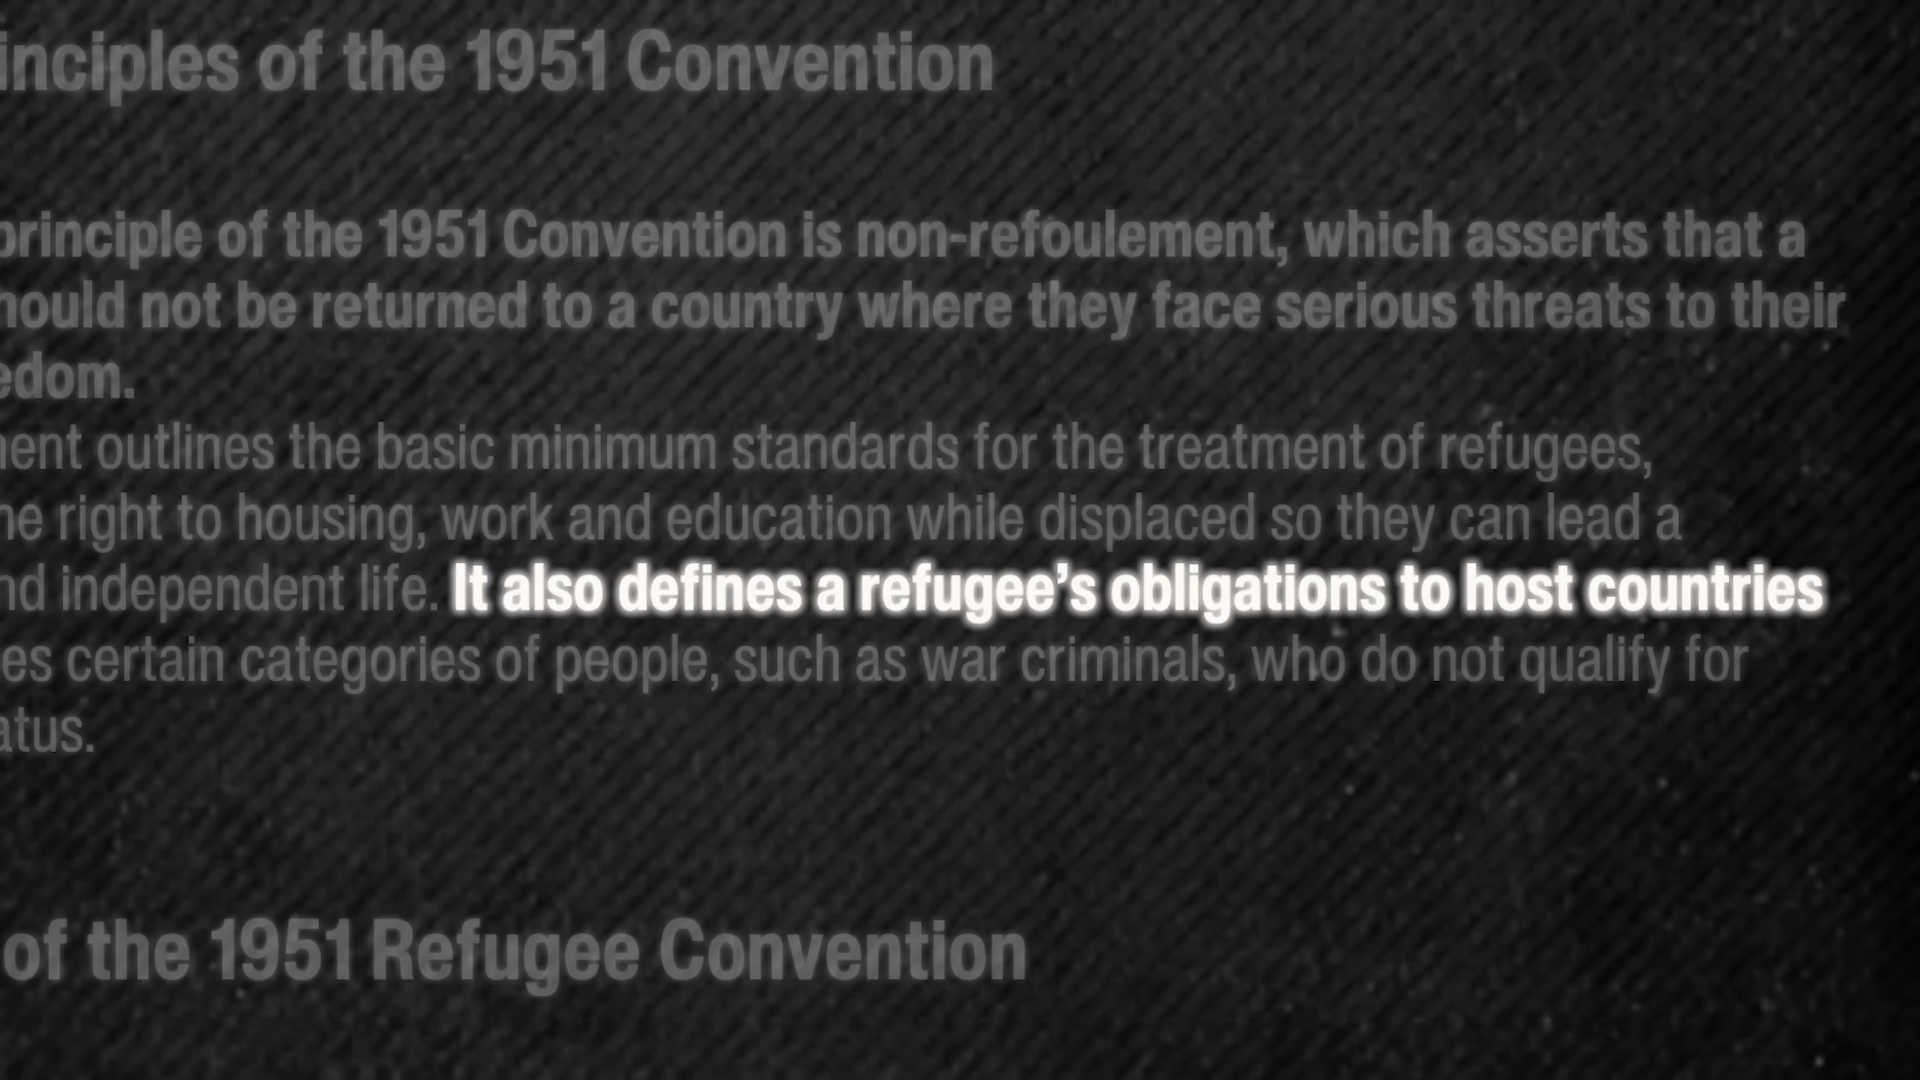 inciples of the 1951 Convention
principle of the 1951 Convention is non-refoulement, which asserts that a
hould not be returned to a country where they face serious threats to their
edom.
ent outlines the basic minimum standards for the treatment of refugees,
he right to housing, work and education while displaced so they can lead a
nd independent life. It also defines a refugee’s obligations to host countries
es certain categories of people, such as war criminals, who do not qualify for
atus.
of the 1951 Refugee Convention